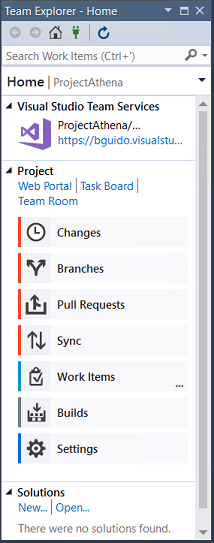 Team Explorer - Home
Search Work Items (Ctrl+')
Home | ProjectAthena
Visual Studio Team Services
ProjectAthena/...
https://bguido.visualstu...
Project
Web Portal | Task Board |
Team Room
Changes
Branches
Pull Requests
Sync
Work Items
...
Builds
Settings
Solutions
New... | Open...
There were no solutions found.